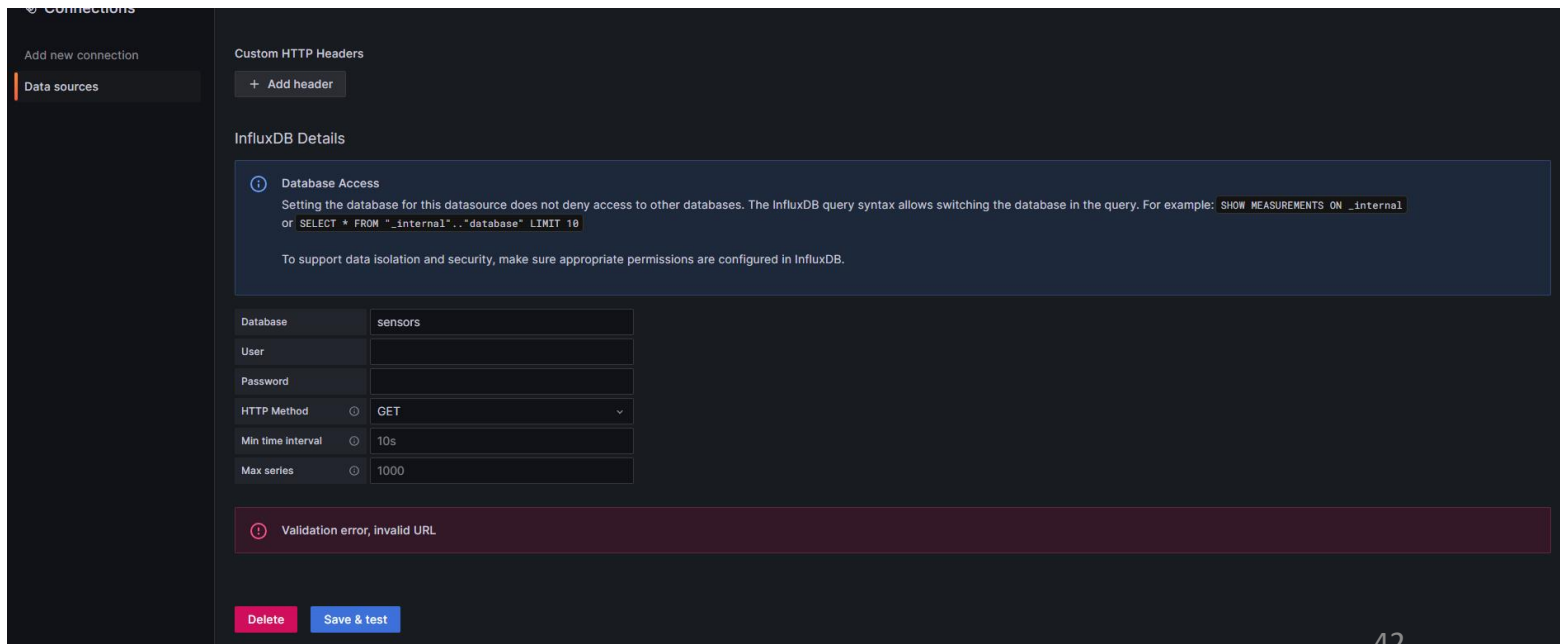 Connections
Add new connection
Data sources
Custom HTTP Headers
+ Add header
InfluxDB Details
Database Access
Setting the database for this datasource does not deny access to other databases. The InfluxDB query syntax allows switching the database in the query. For example: SHOW MEASUREMENTS ON _internal
or SELECT * FROM "_internal".."database" LIMIT 10
To support data isolation and security, make sure appropriate permissions are configured in InfluxDB.
Database sensors
User
Password
HTTP Method GET
Min time interval 10s
Max series 1000
Validation error, invalid URL
Delete Save & test
42